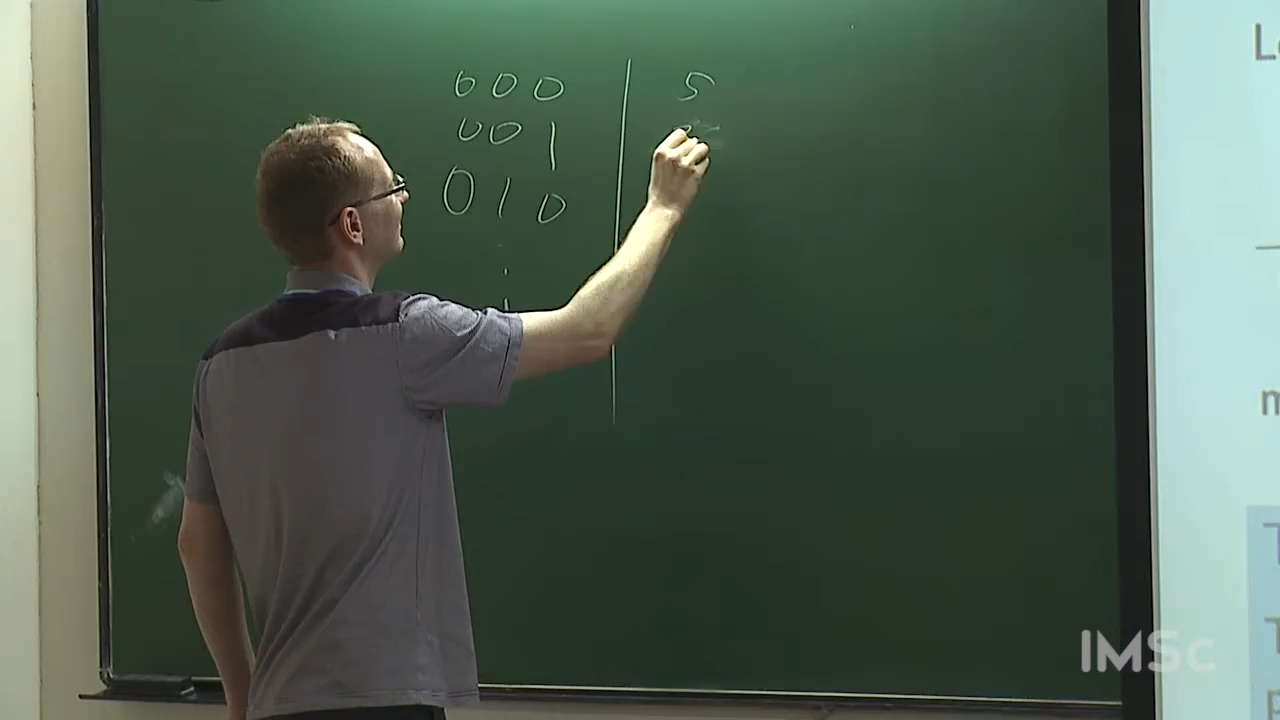 000 | 5
001 |
010 |
⋮
IMSc